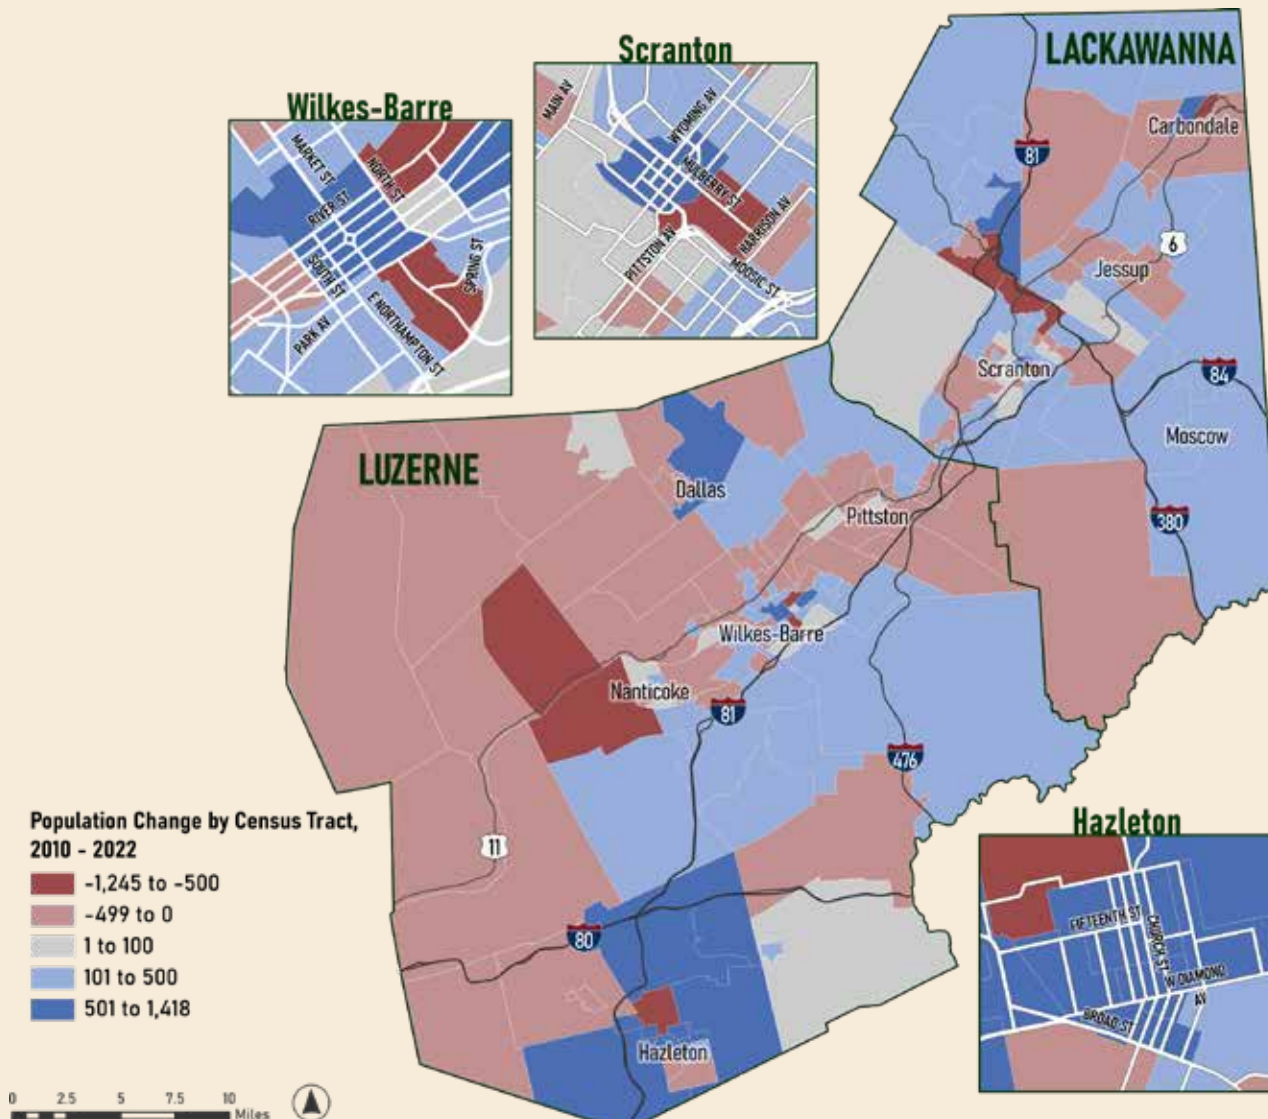 Scranton
LACKAWANNA
Wilkes-Barre
MARKET ST
NORTH ST
RIVER ST
SOUTH ST
SPRING ST
PARK AV
E NORTHAMPTON ST
MAIN AV
WYOMING AV
MULBERRY ST
HARRISON AV
PITTSTON AV
MOOSIC ST
Carbondale
81
6
Jessup
Scranton
84
Moscow
LUZERNE
Dallas
Pittston
380
Wilkes-Barre
Nanticoke
81
476
Population Change by Census Tract,
2010 - 2022
-1,245 to -500
-499 to 0
1 to 100
101 to 500
501 to 1,418
11
80
Hazleton
Hazleton
FIFTEENTH ST
CHURCH ST
W DIAMOND
AV
BROAD ST
0 2.5 5 7.5 10
Miles